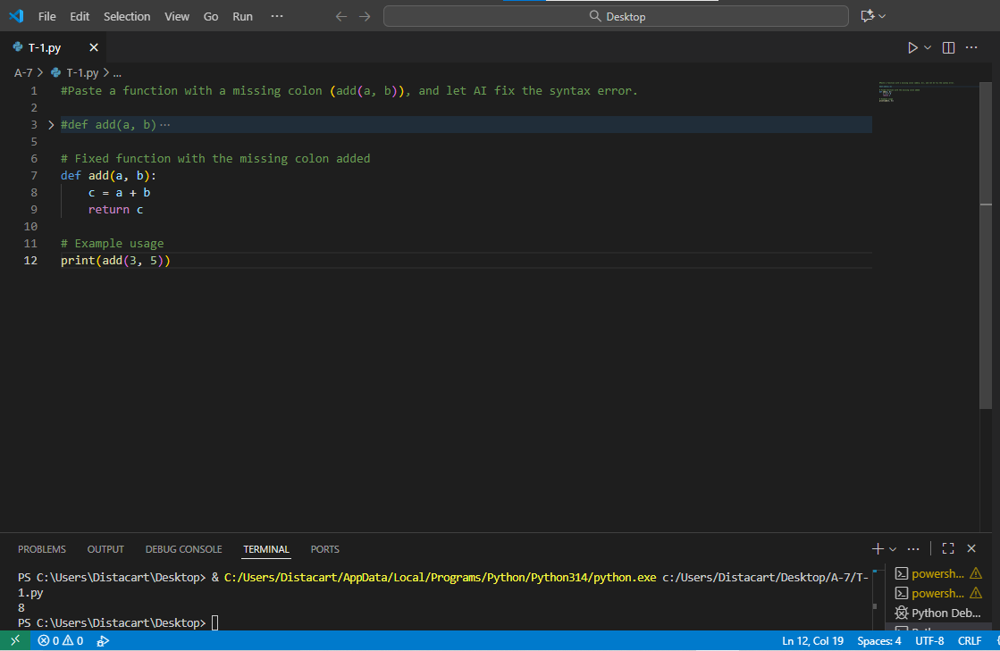 File Edit Selection View Go Run ··· Desktop
T-1.py
A-7 > T-1.py > ...
1 #Paste a function with a missing colon (add(a, b)), and let AI fix the syntax error.
2
3 #def add(a, b)···
5
6 # Fixed function with the missing colon added
7 def add(a, b):
8 c = a + b
9 return c
10
11 # Example usage
12 print(add(3, 5))
PROBLEMS OUTPUT DEBUG CONSOLE TERMINAL PORTS
PS C:\Users\Distacart\Desktop> & C:/Users/Distacart/AppData/Local/Programs/Python/Python314/python.exe c:/Users/Distacart/Desktop/A-7/T-
1.py
8
PS C:\Users\Distacart\Desktop>
powersh...
powersh...
Python Deb...
0 0 Ln 12, Col 19 Spaces: 4 UTF-8 CRLF